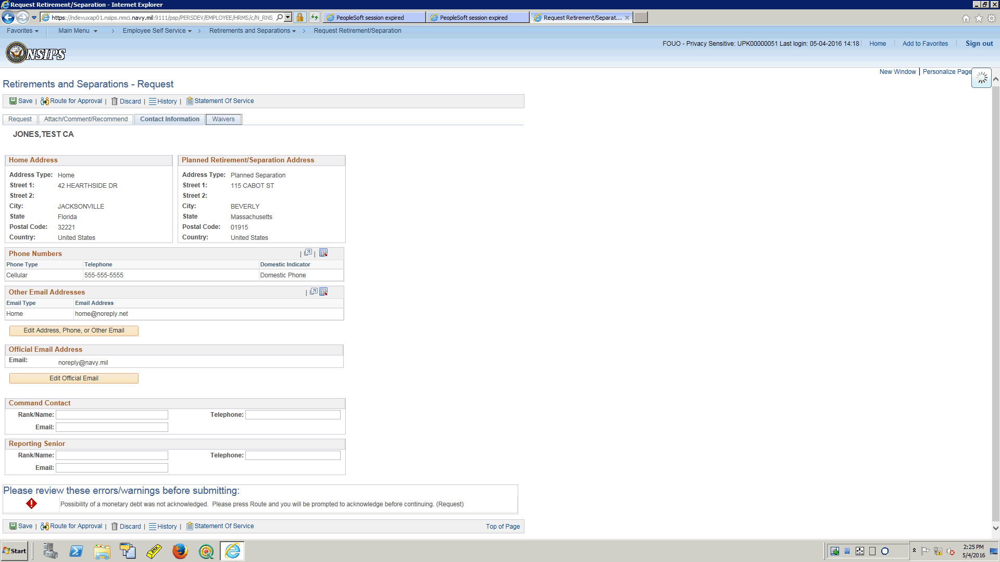 Request Retirement/Separation - Internet Explorer
https://ndevuxap01.nsips.nmci.navy.mil:9111/psp/PERSDEV/EMPLOYEE/HRMS/c/N_RNS_
PeopleSoft session expired
PeopleSoft session expired
Request Retirement/Separat...
Favorites
Main Menu > Employee Self Service > Retirements and Separations > Request Retirement/Separation
NSIPS
FOUO - Privacy Sensitive: UPK00000051 Last login: 05-04-2016 14:18
Home
Add to Favorites
Sign out
New Window | Personalize Page
Retirements and Separations - Request
Save | Route for Approval | Discard | History | Statement Of Service
Request
Attach/Comment/Recommend
Contact Information
Waivers
JONES,TEST CA
Home Address
Address Type: Home
Street 1: 42 HEARTHSIDE DR
Street 2:
City: JACKSONVILLE
State Florida
Postal Code: 32221
Country: United States
Planned Retirement/Separation Address
Address Type: Planned Separation
Street 1: 115 CABOT ST
Street 2:
City: BEVERLY
State Massachusetts
Postal Code: 01915
Country: United States
Phone Numbers
Phone Type Telephone Domestic Indicator
Cellular 555-555-5555 Domestic Phone
Other Email Addresses
Email Type Email Address
Home home@noreply.net
Edit Address, Phone, or Other Email
Official Email Address
Email: noreply@navy.mil
Edit Official Email
Command Contact
Rank/Name: Telephone:
Email:
Reporting Senior
Rank/Name: Telephone:
Email:
Please review these errors/warnings before submitting:
Possibility of a monetary debt was not acknowledged. Please press Route and you will be prompted to acknowledge before continuing. (Request)
Save | Route for Approval | Discard | History | Statement Of Service
Top of Page
Start
2:25 PM
5/4/2016